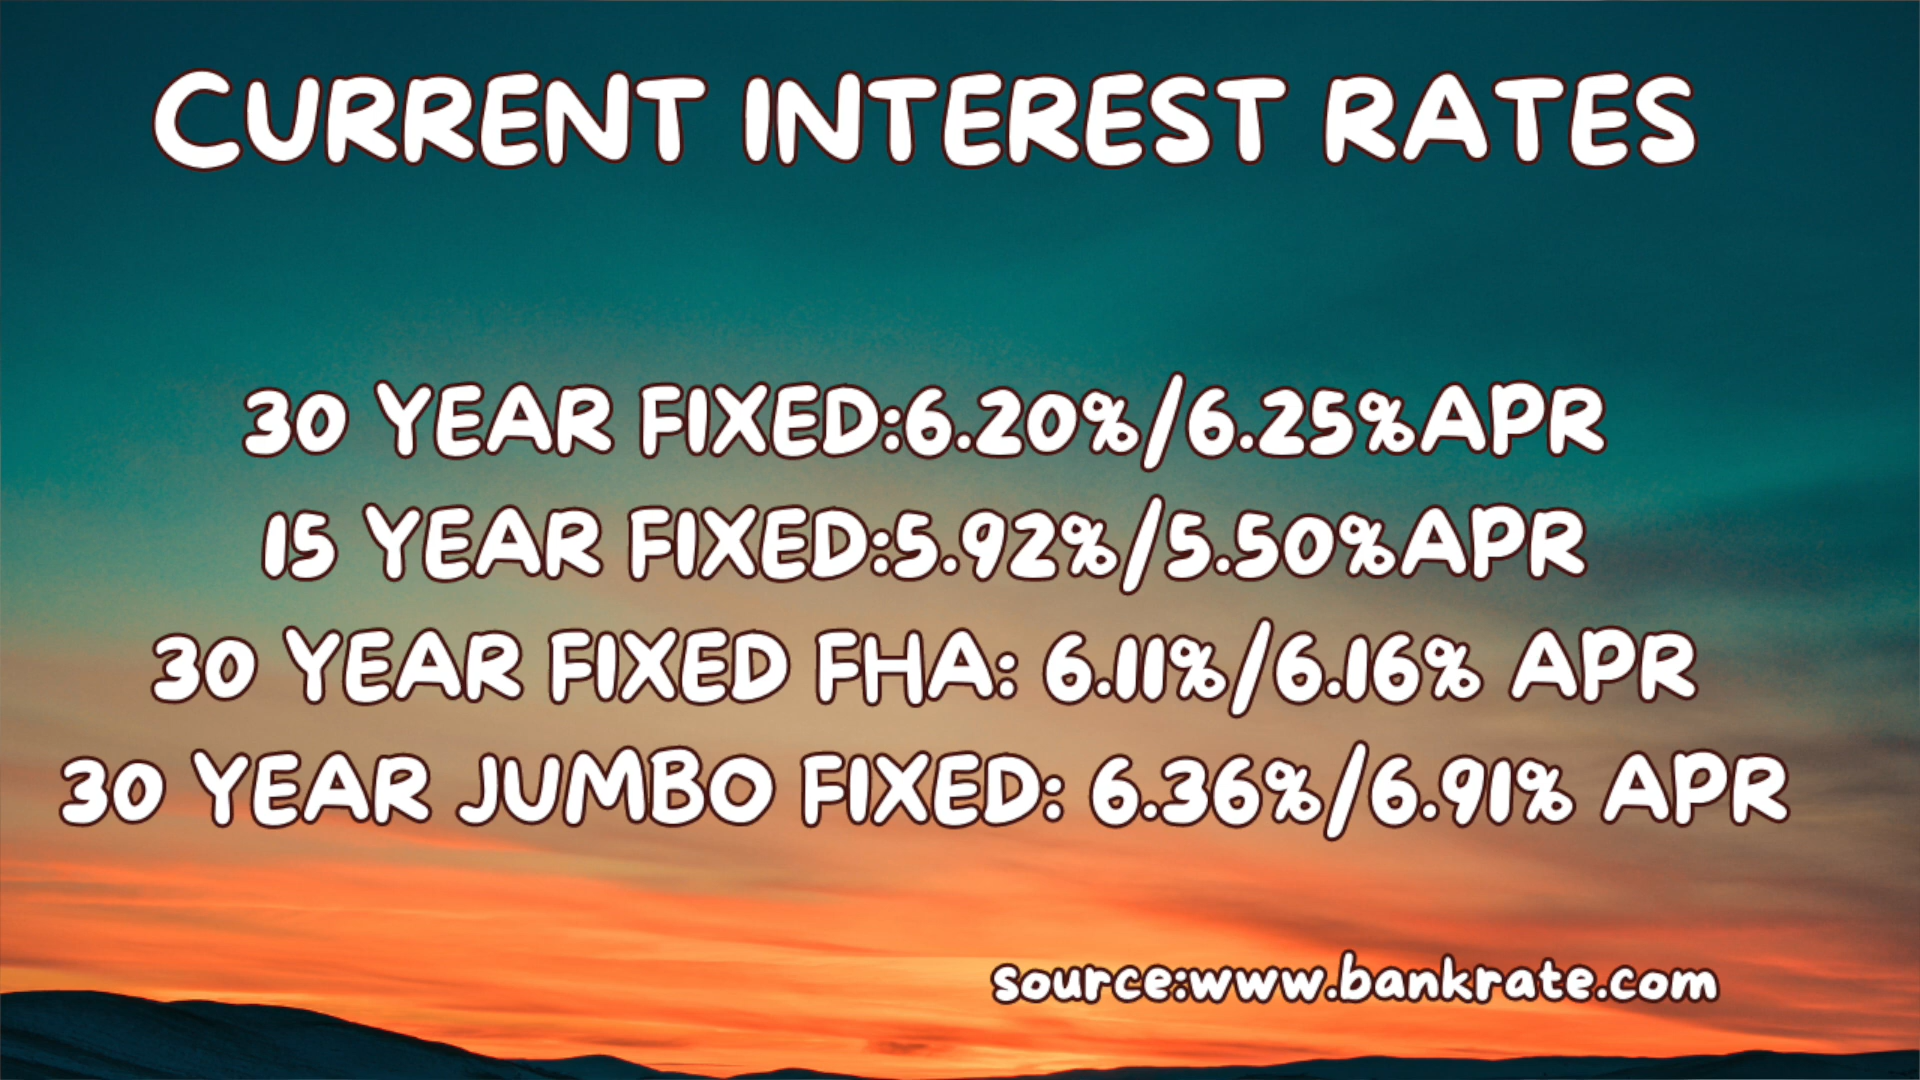 CURRENT INTEREST RATES
30 YEAR FIXED:6.20%/6.25%APR
15 YEAR FIXED:5.92%/5.50%APR
30 YEAR FIXED FHA: 6.11%/6.16% APR
30 YEAR JUMBO FIXED: 6.36%/6.91% APR
source:www.bankrate.com